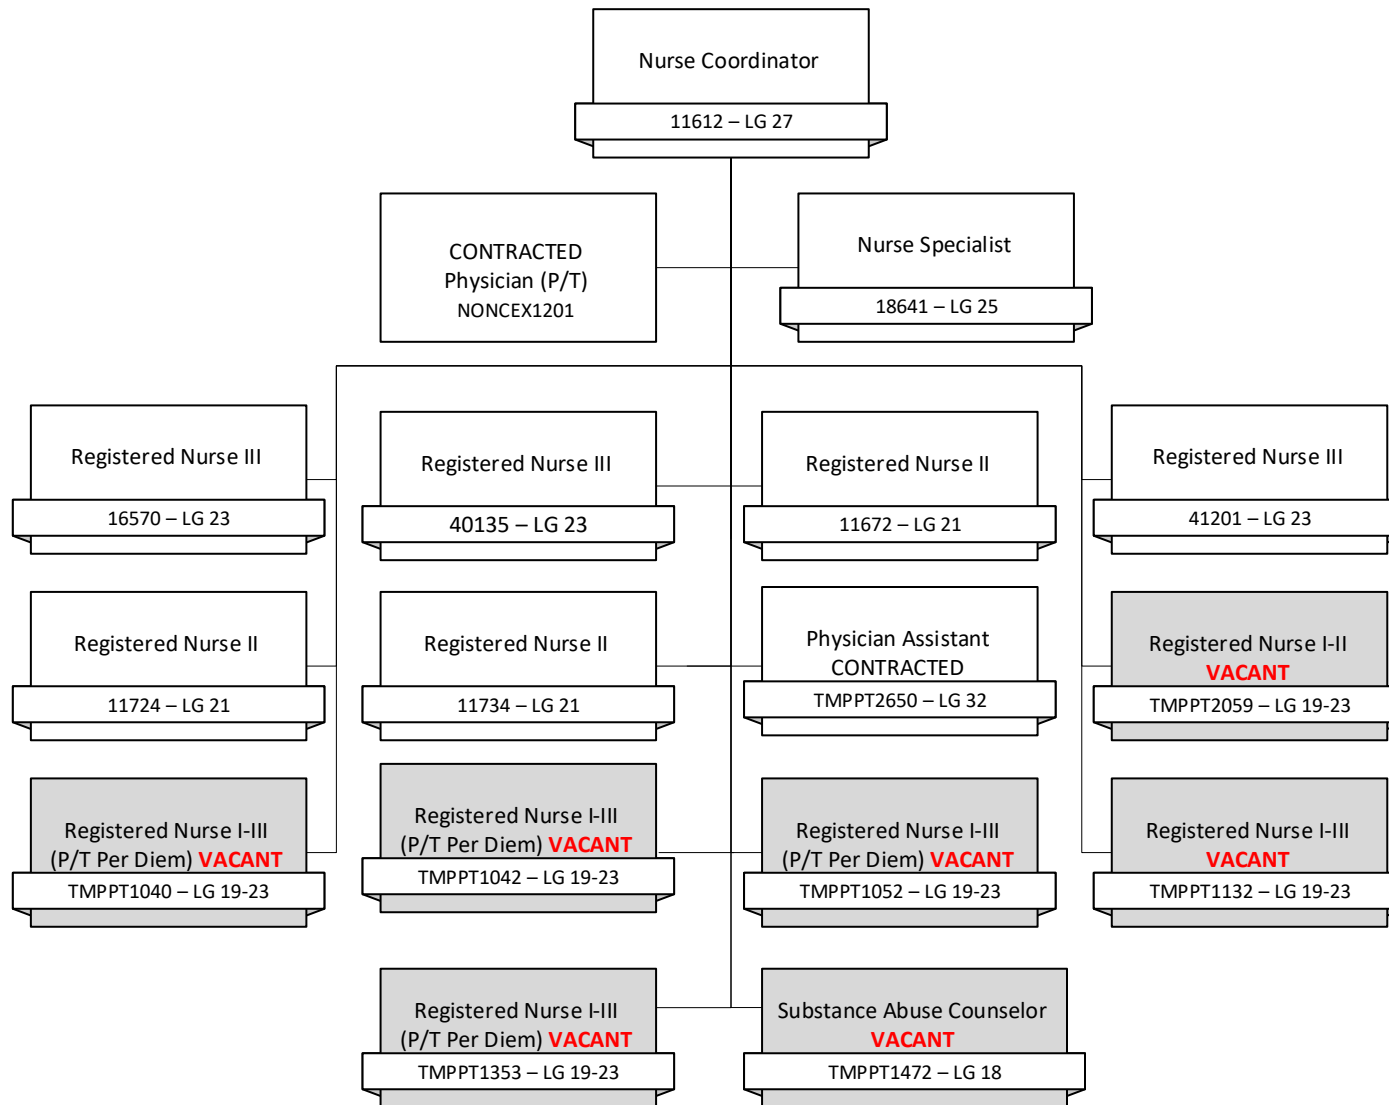 Nurse Coordinator
11612 – LG 27
CONTRACTED
Physician (P/T)
NONCEX1201
Nurse Specialist
18641 – LG 25
Registered Nurse III
16570 – LG 23
Registered Nurse III
40135 – LG 23
Registered Nurse II
11672 – LG 21
Registered Nurse III
41201 – LG 23
Registered Nurse II
11724 – LG 21
Registered Nurse II
11734 – LG 21
Physician Assistant
CONTRACTED
TMPPT2650 – LG 32
Registered Nurse I-II
VACANT
TMPPT2059 – LG 19-23
Registered Nurse I-III
(P/T Per Diem) VACANT
TMPPT1040 – LG 19-23
Registered Nurse I-III
(P/T Per Diem) VACANT
TMPPT1042 – LG 19-23
Registered Nurse I-III
(P/T Per Diem) VACANT
TMPPT1052 – LG 19-23
Registered Nurse I-III
VACANT
TMPPT1132 – LG 19-23
Registered Nurse I-III
(P/T Per Diem) VACANT
TMPPT1353 – LG 19-23
Substance Abuse Counselor
VACANT
TMPPT1472 – LG 18